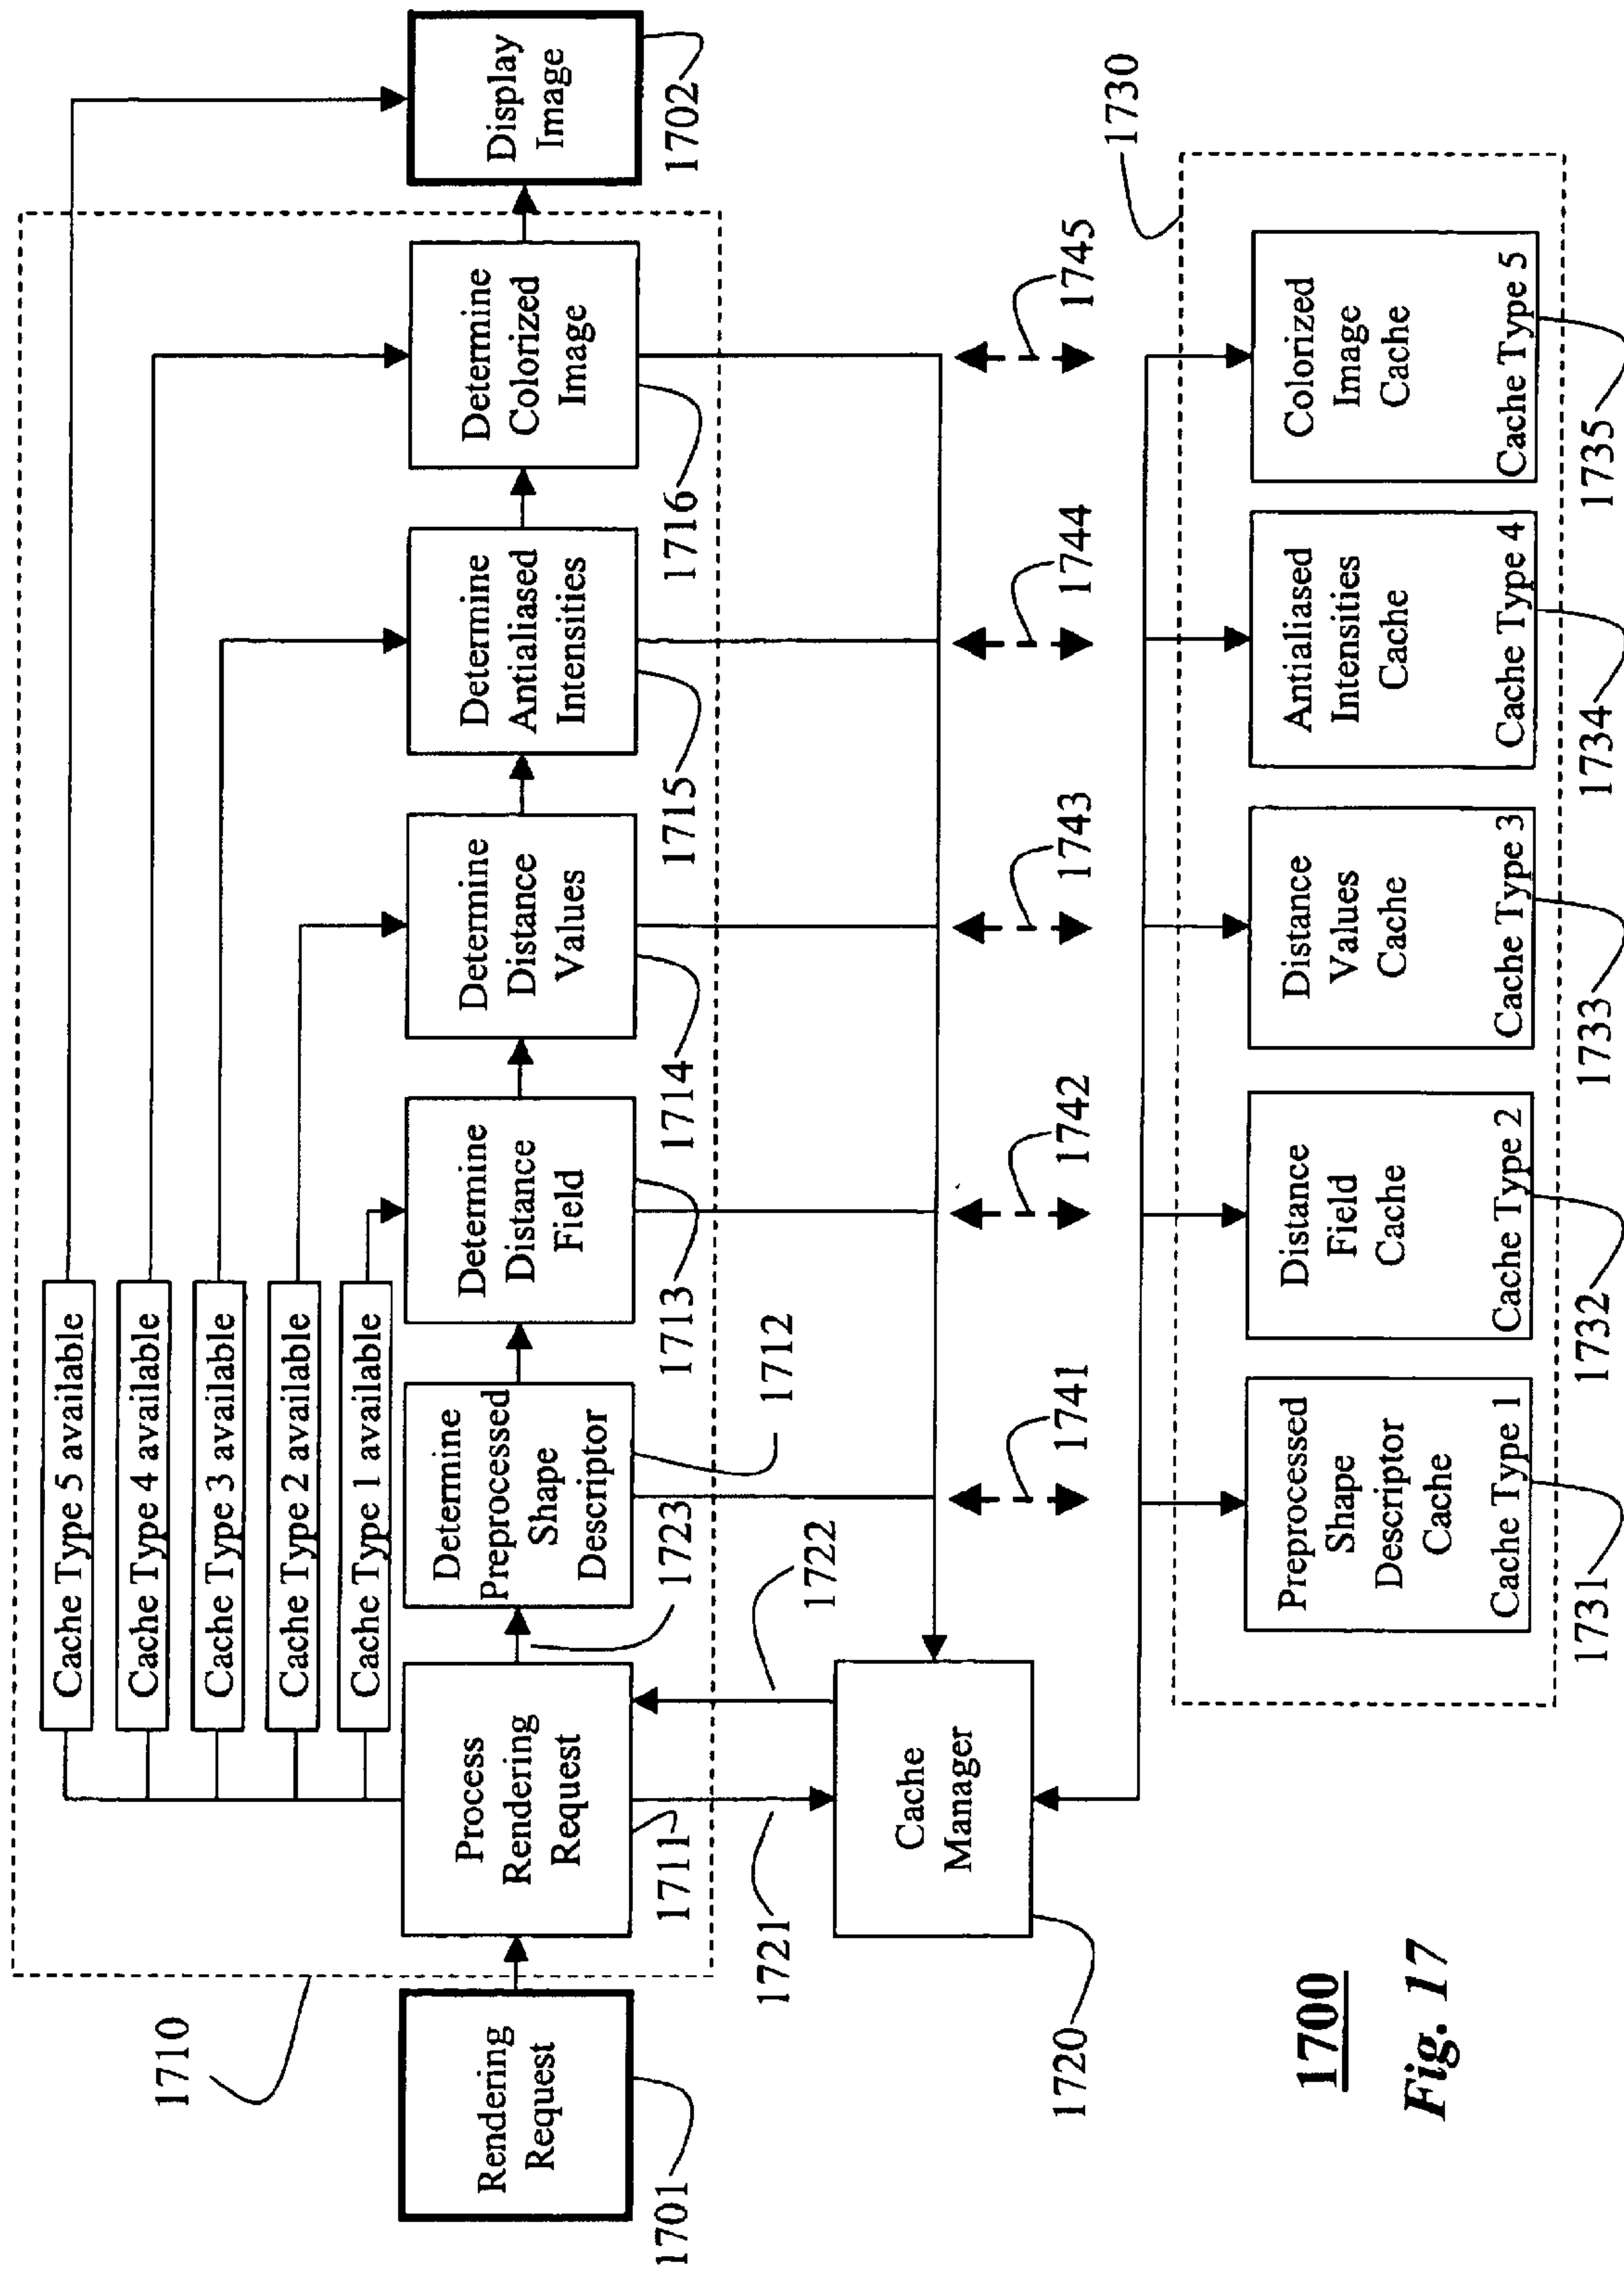 Cache Type 5 available
Cache Type 4 available
Cache Type 3 available
Cache Type 2 available
Cache Type 1 available
1710
Rendering
Request
1701
Process
Rendering
Request
1711
1723
Determine
Preprocessed
Shape
Descriptor
1712
Determine
Distance
Field
1713
Determine
Distance
Values
1714
Determine
Antialiased
Intensities
1715
Determine
Colorized
Image
1716
Display
Image
1702
1721
1722
Cache
Manager
1720
1741
1742
1743
1744
1745
1730
Preprocessed
Shape
Descriptor
Cache
Cache Type 1
1731
Distance
Field
Cache
Cache Type 2
1732
Distance
Values
Cache
Cache Type 3
1733
Antialiased
Intensities
Cache
Cache Type 4
1734
Colorized
Image
Cache
Cache Type 5
1735
1700
Fig. 17